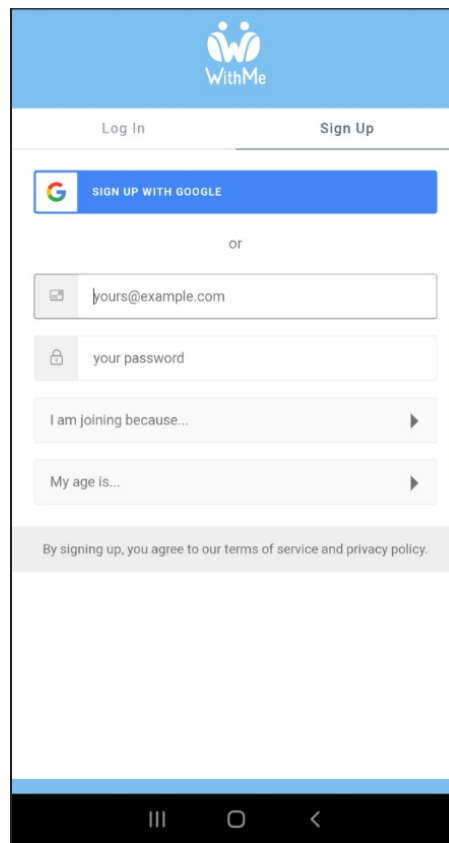 WithMe
Log In
Sign Up
SIGN UP WITH GOOGLE
or
yours@example.com
your password
I am joining because...
My age is...
By signing up, you agree to our terms of service and privacy policy.